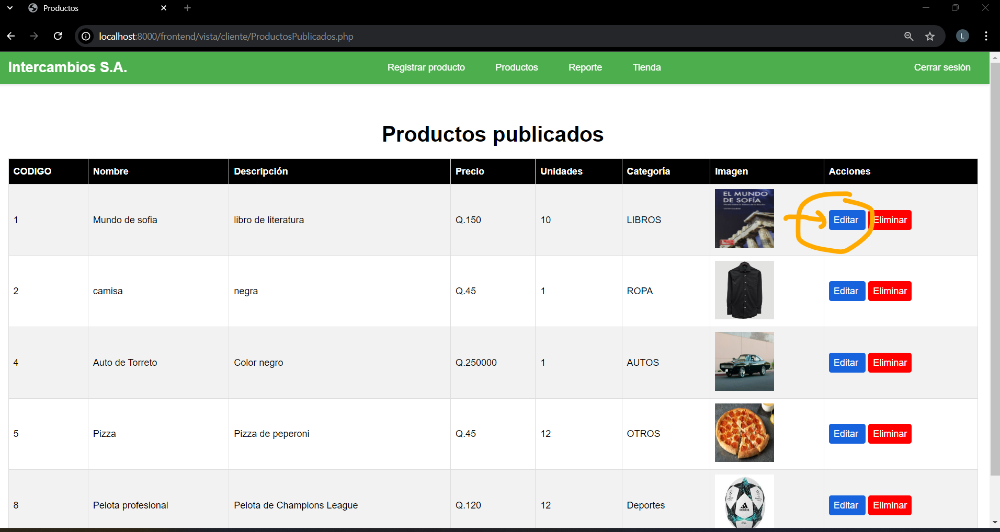 Productos
localhost:8000/frontend/vista/cliente/ProductosPublicados.php
L
Intercambios S.A.
Registrar producto Productos Reporte Tienda Cerrar sesión
Productos publicados
CODIGO Nombre Descripción Precio Unidades Categoría Imagen Acciones
EL MUNDO
DE SOFÍA
1 Mundo de sofia libro de literatura Q.150 10 LIBROS Editar Eliminar
2 camisa negra Q.45 1 ROPA Editar Eliminar
4 Auto de Torreto Color negro Q.250000 1 AUTOS Editar Eliminar
5 Pizza Pizza de peperoni Q.45 12 OTROS Editar Eliminar
8 Pelota profesional Pelota de Champions League Q.120 12 Deportes Editar Eliminar
adidas